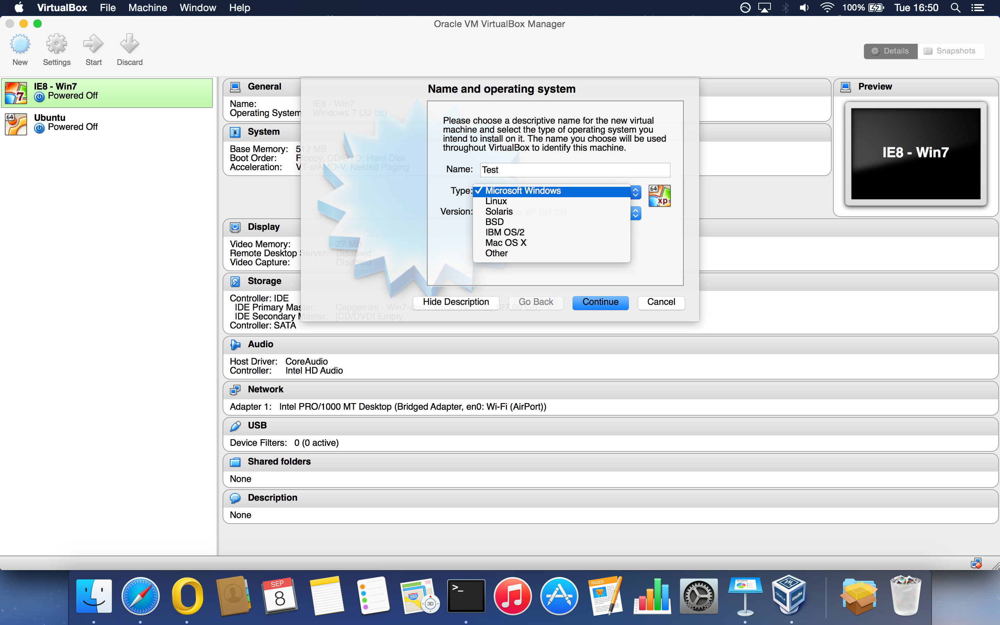 VirtualBox File Machine Window Help 100% Tue 16:50
Oracle VM VirtualBox Manager
New Settings Start Discard
Details Snapshots
IE8 - Win7
Powered Off
64
Ubuntu
Powered Off
General
Name: IE8 - Win7
Operating System: Windows 7 (32 bit)
System
Base Memory: 512 MB
Boot Order: Floppy, CD/DVD, Hard Disk
Acceleration: VT-x/AMD-V, Nested Paging
Display
Video Memory: 27 MB
Remote Desktop Server: Disabled
Video Capture: Disabled
Storage
Controller: IDE
IDE Primary Master: Capgemini - Win7-disk1.vmdk (Normal, 127.00 GB)
IDE Secondary Master: [CD/DVD] Empty
Controller: SATA
Audio
Host Driver: CoreAudio
Controller: Intel HD Audio
Network
Adapter 1: Intel PRO/1000 MT Desktop (Bridged Adapter, en0: Wi-Fi (AirPort))
USB
Device Filters: 0 (0 active)
Shared folders
None
Description
None
Preview
IE8 - Win7
Name and operating system
Please choose a descriptive name for the new virtual
machine and select the type of operating system you
intend to install on it. The name you choose will be used
throughout VirtualBox to identify this machine.
Name: Test
Type: ✓ Microsoft Windows
Linux
Version: Solaris
BSD
IBM OS/2
Mac OS X
Other
64
xp
Hide Description Go Back Continue Cancel
SEP
8
280
3D
>_
PAGES
KEYNOTE
ORACLE
VirtualBox